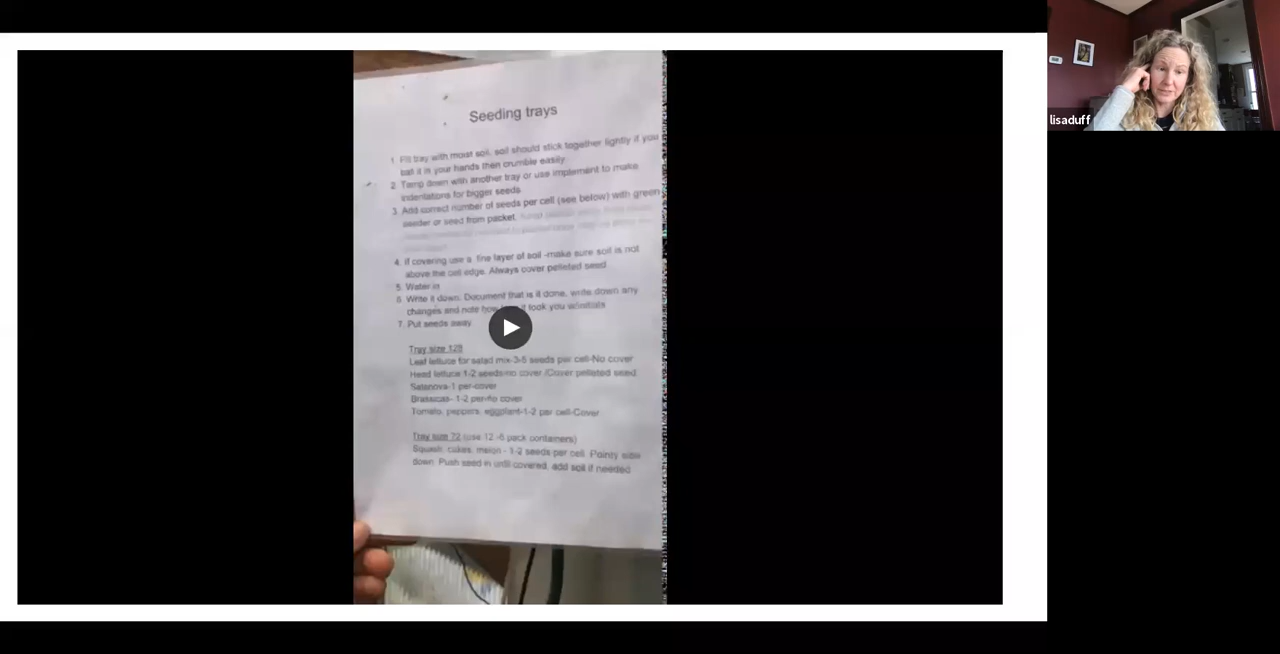 Seeding trays
1. Fill tray with moist soil, soil should stick together lightly if you
ball it in your hands then crumble easily
2. Tamp down with another tray or use implement to make
indentations for bigger seeds
3. Add correct number of seeds per cell (see below) with green
seeder or seed from packet.
4. If covering use a fine layer of soil -make sure soil is not
above the cell edge. Always cover pelleted seed
5. Water in
6. Write it down. Document that is it done, write down any
changes and note how it took you w/initials
7. Put seeds away
Tray size 128
Leaf lettuce for salad mix-3-5 seeds per cell-No cover
Head lettuce 1-2 seeds-no cover /Cover pelleted seed
Salanova-1 per-cover
Brassicas- 1-2 per-no cover
Tomato, peppers, eggplant-1-2 per cell-Cover
Tray size 72 (use 12 -6 pack containers)
Squash, cukes, melon - 1-2 seeds per cell. Pointy side
down. Push seed in until covered, add soil if needed
lisaduff